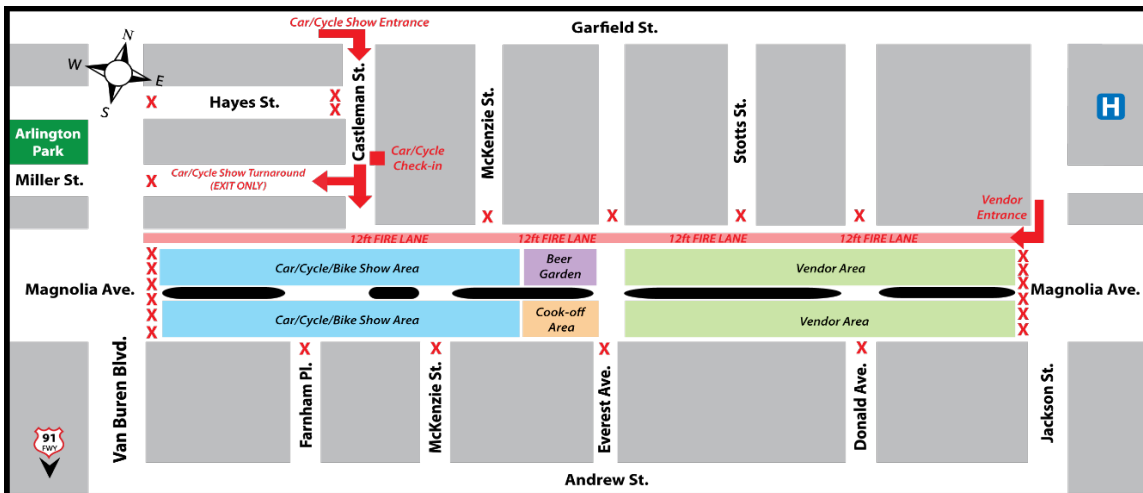 Car/Cycle Show Entrance
Garfield St.
N
W
E
S
Castleman St.
McKenzie St.
Stotts St.
X
Hayes St.
X
X
H
Arlington
Park
Car/Cycle
Check-in
Miller St.
X
Car/Cycle Show Turnaround
(EXIT ONLY)
Vendor
Entrance
X
X
X
X
12ft FIRE LANE
12ft FIRE LANE
12ft FIRE LANE
12ft FIRE LANE
X
X
X
X
X
X
Car/Cycle/Bike Show Area
Beer
Garden
Vendor Area
X
X
X
X
X
X
Magnolia Ave.
Magnolia Ave.
Car/Cycle/Bike Show Area
Cook-off
Area
Vendor Area
X
X
X
X
Van Buren Blvd.
Farnham Pl.
McKenzie St.
Everest Ave.
Donald Ave.
Jackson St.
91
FWY
Andrew St.